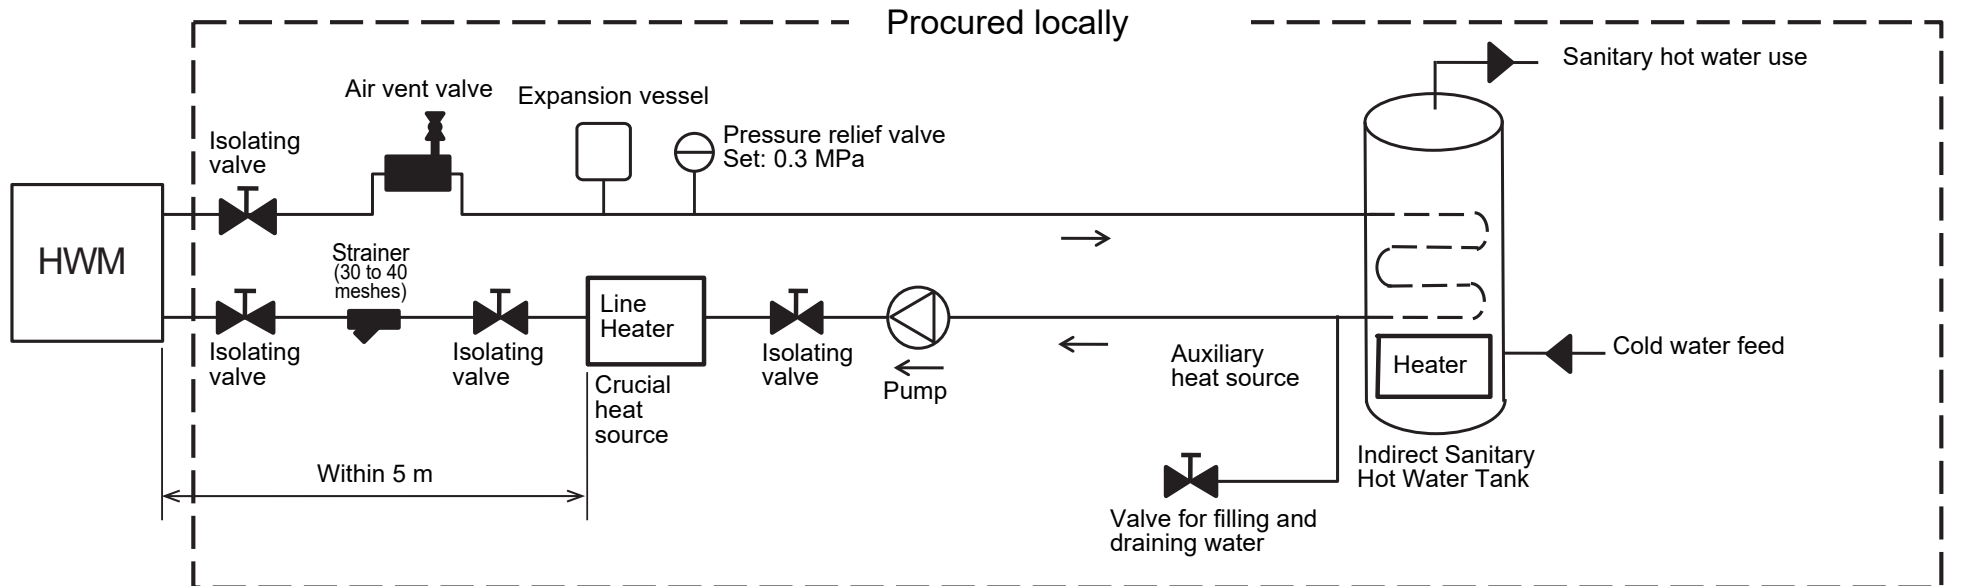 Procured locally
Sanitary hot water use
Air vent valve
Expansion vessel
Pressure relief valve
Set: 0.3 MPa
Isolating
valve
HWM
Strainer
(30 to 40
meshes)
Line
Heater
Isolating
valve
Isolating
valve
Isolating
valve
Crucial
heat
source
Pump
Auxiliary
heat source
Heater
Cold water feed
Within 5 m
Indirect Sanitary
Hot Water Tank
Valve for filling and
draining water